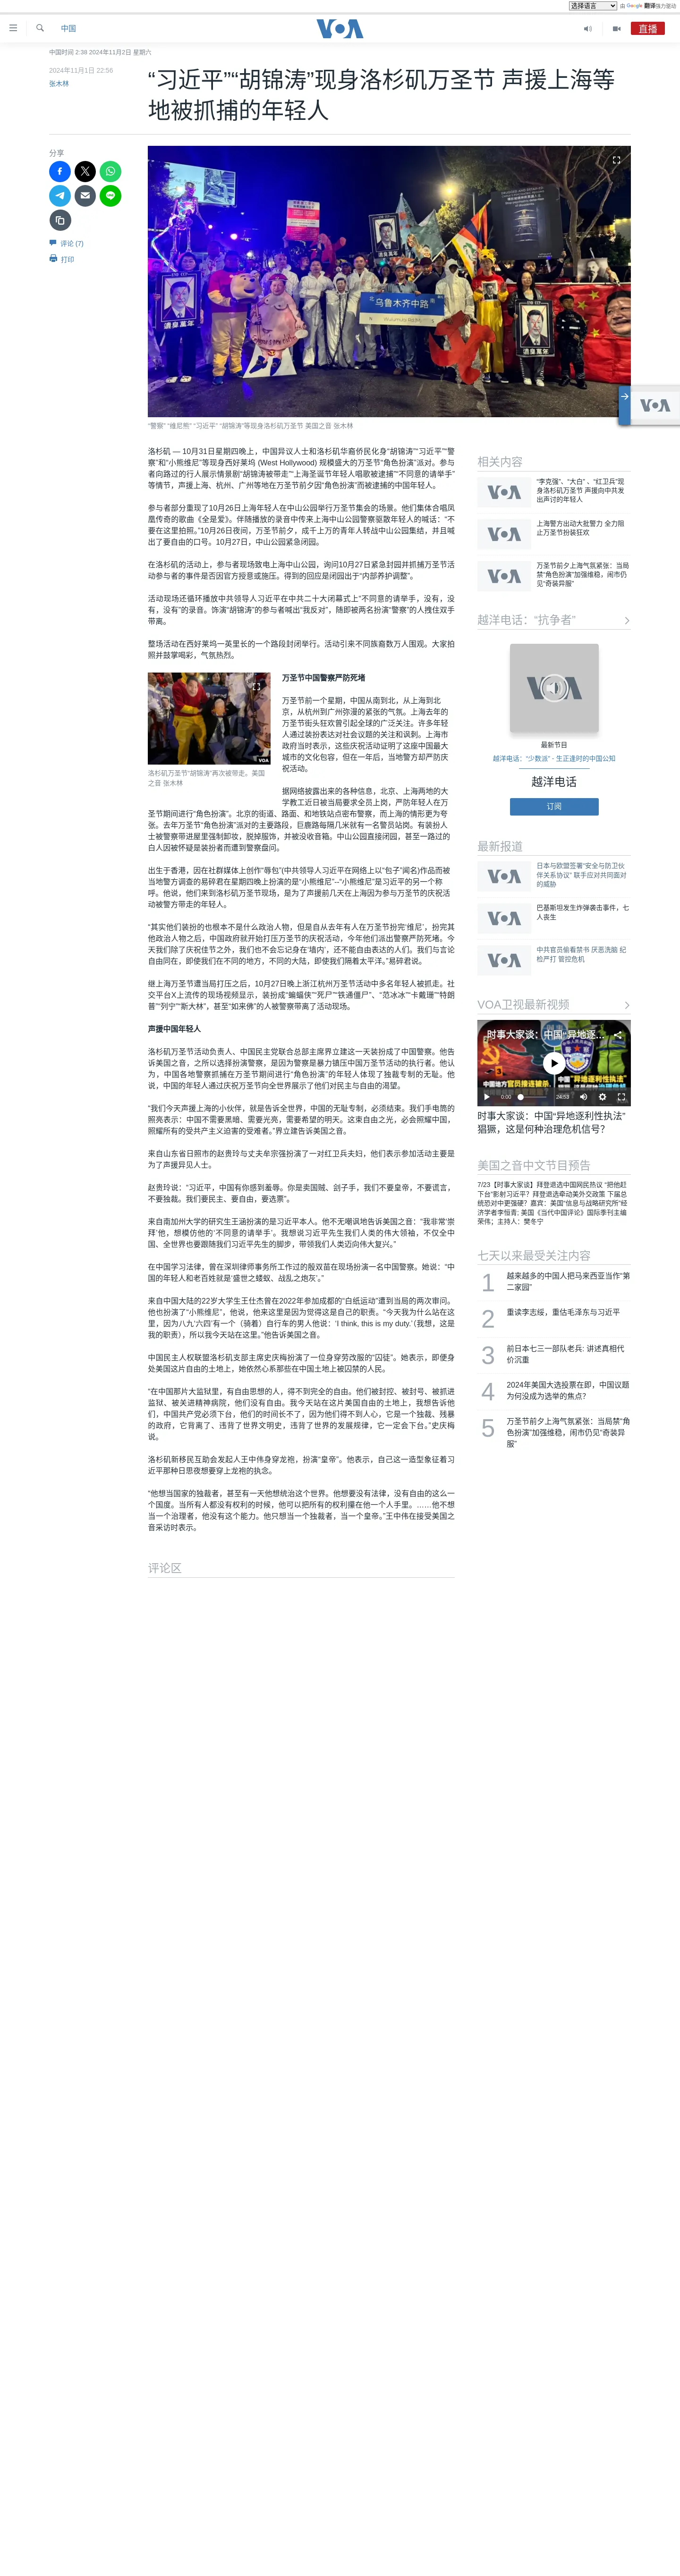 选择语言 由 Google 翻译强力驱动
中国
VOA
直播
中国时间 2:38 2024年11月2日 星期六
2024年11月1日 22:56
张木林
“习近平”“胡锦涛”现身洛杉矶万圣节 声援上海等
地被抓捕的年轻人
分享
评论 (7)
打印
乌鲁木齐中路
遗臭萬年
遗臭萬年
“警察” “维尼熊” “习近平” “胡锦涛”等现身洛杉矶万圣节 美国之音 张木林
洛杉矶 — 10月31日星期四晚上，中国异议人士和洛杉矶华裔侨民化身“胡锦涛”“习近平”“警
察”和“小熊维尼”等现身西好莱坞 (West Hollywood) 规模盛大的万圣节“角色扮演”派对。参与
者向路过的行人展示情景剧“胡锦涛被带走”“上海圣诞节年轻人唱歌被逮捕”“不同意的请举手”
等情节，声援上海、杭州、广州等地在万圣节前夕因“角色扮演”而被逮捕的中国年轻人。
参与者部分重现了10月26日上海年轻人在中山公园举行万圣节集会的场景。他们集体合唱凤
凰传奇的歌曲《全是爱》。伴随播放的录音中传来上海中山公园警察驱散年轻人的喊话：“不
要在这里拍照。”10月26日夜间，万圣节前夕，成千上万的青年人转战中山公园集结，并且喊
出了要自由的口号。10月27日，中山公园紧急闭园。
在洛杉矶的活动上，参与者现场致电上海中山公园，询问10月27日紧急封园并抓捕万圣节活
动参与者的事件是否因官方授意或施压。得到的回应是闭园出于“内部养护调整”。
活动现场还循环播放中共领导人习近平在中共二十大闭幕式上“不同意的请举手，没有，没
有，没有”的录音。饰演“胡锦涛”的参与者喊出“我反对”，随即被两名扮演“警察”的人拽住双手
带离。
整场活动在西好莱坞一英里长的一个路段封闭举行。活动引来不同族裔数万人围观。大家拍
照并鼓掌喝彩，气氛热烈。
VOA
洛杉矶万圣节“胡锦涛”再次被带走。美国
之音 张木林
万圣节中国警察严防死堵
万圣节前一个星期，中国从南到北，从上海到北
京，从杭州到广州弥漫的紧张的气氛。上海去年的
万圣节街头狂欢曾引起全球的广泛关注。许多年轻
人通过装扮表达对社会议题的关注和讽刺。上海市
政府当时表示，这些庆祝活动证明了这座中国最大
城市的文化包容，但在一年后，当地警方却严防庆
祝活动。
据网络披露出来的各种信息，北京、上海两地的大
学教工近日被当局要求全员上岗，严防年轻人在万
圣节期间进行“角色扮演”。北京的街道、路面、和地铁站点密布警察，而上海的情形更为夸
张。去年万圣节“角色扮演”派对的主要路段，巨鹿路每隔几米就有一名警员站岗。有装扮人
士被警察带进屋里强制卸妆，脱掉服饰，并被没收音箱。中山公园直接闭园，甚至一路过的
白人因被怀疑是装扮者而遭到警察盘问。
出生于香港，因在社群媒体上创作“辱包”(中共领导人习近平在网络上以“包子”闻名)作品而被
当地警方调查的易碎君在星期四晚上扮演的是“小熊维尼”--“小熊维尼”是习近平的另一个称
呼。他说，他们来到洛杉矶万圣节现场，是为了把前几天在上海因为参与万圣节的庆祝活
动被警方带走的年轻人。
“其实他们装扮的也根本不是什么政治人物，但是自从去年有人在万圣节扮完‘维尼’，扮完其
他政治人物之后，中国政府就开始打压万圣节的庆祝活动，今年他们派出警察严防死堵。今
天我们除了庆祝佳节之外，我们也不会忘记身在‘墙内’，还不能自由表达的人们。我们与言论
自由同在，即使我们在不同的地方，不同的大陆，即使我们隔着太平洋。”易碎君说。
继上海万圣节遭当局打压之后，10月27日晚上浙江杭州万圣节活动中多名年轻人被抓走。社
交平台X上流传的现场视频显示，装扮成“蝙蝠侠”“死尸”“铁通僵尸”、“范冰冰”“卡戴珊”“特朗
普”“列宁”“斯大林”，甚至“如来佛”的人被警察带离了活动现场。
声援中国年轻人
洛杉矶万圣节活动负责人、中国民主党联合总部主席界立建这一天装扮成了中国警察。他告
诉美国之音，之所以选择扮演警察，是因为警察是暴力镇压中国万圣节活动的执行者。他认
为，中国各地警察抓捕在万圣节期间进行“角色扮演”的年轻人体现了独裁专制的无耻。他
说，中国的年轻人通过庆祝万圣节向全世界展示了他们对民主与自由的渴望。
“我们今天声援上海的小伙伴，就是告诉全世界，中国的无耻专制，必须结束。我们手电筒的
照亮表示：中国不需要黑暗、需要光亮，需要希望的明天。这束自由之光，必会照耀中国，
照耀所有的受共产主义迫害的受难者。”界立建告诉美国之音。
来自山东省日照市的赵贵玲与丈夫牟宗强扮演了一对红卫兵夫妇，他们表示参加活动主要是
为了声援异见人士。
赵贵玲说：“习近平，中国有你感到羞辱。你是卖国贼、刽子手，我们不要皇帝，不要谎言，
不要独裁。我们要民主、要自由，要选票”。
来自南加州大学的研究生王涵扮演的是习近平本人。他不无嘲讽地告诉美国之音：“我非常‘崇
拜’他，想模仿他的‘不同意的请举手’。我想说习近平先生我们人类的伟大领袖，不仅全中
国、全世界也要跟随我们习近平先生的脚步，带领我们人类迈向伟大复兴。”
在中国学习法律，曾在深圳律师事务所工作过的殷双苗在现场扮演一名中国警察。她说：“中
国的年轻人和老百姓就是‘盛世之蝼蚁、战乱之炮灰’。”
来自中国大陆的22岁大学生王仕杰曾在2022年参加成都的“白纸运动”遭到当局的两次审问。
他也扮演了“小熊维尼”，他说，他来这里是因为觉得这是自己的职责。“今天我为什么站在这
里，因为‘八九’‘六四’有一个（骑着）自行车的男人他说：‘I think, this is my duty.’（我想，这是
我的职责），所以我今天站在这里。”他告诉美国之音。
中国民主人权联盟洛杉矶支部主席史庆梅扮演了一位身穿劳改服的“囚徒”。她表示，即便身
处美国这片自由的土地上，她依然心系那些在中国土地上被囚禁的人民。
“在中国那片大监狱里，有自由思想的人，得不到完全的自由。他们被封控、被封号、被抓进
监狱、被关进精神病院，他们没有自由。我今天站在这片美国自由的土地上，我想告诉他
们，中国共产党必须下台，他们的时间长不了，因为他们得不到人心，它是一个独裁、残暴
的政府，它背离了、违背了世界文明史，违背了世界的发展规律，它一定会下台。”史庆梅
说。
洛杉矶新移民互助会发起人王中伟身穿龙袍，扮演“皇帝”。他表示，自己这一造型象征着习
近平那种日思夜想要穿上龙袍的执念。
“他想当国家的独裁者，甚至有一天他想统治这个世界。他想要没有法律，没有自由的这么一
个国度。当所有人都没有权利的时候，他可以把所有的权利攥在他一个人手里。……他不想
当一个治理者，他没有这个能力。他只想当一个独裁者，当一个皇帝。”王中伟在接受美国之
音采访时表示。
评论区
VOA
相关内容
“李克强”、“大白” 、“红卫兵”现
身洛杉矶万圣节 声援向中共发
出声讨的年轻人
上海警方出动大批警力 全力阻
止万圣节扮装狂欢
万圣节前夕上海气氛紧张：当局
禁“角色扮演”加强维稳，闹市仍
见“奇装异服”
越洋电话：“抗争者”
最新节目
越洋电话：“少数派” - 生正逢时的中国公知
越洋电话
订阅
最新报道
日本与欧盟签署“安全与防卫伙
伴关系协议” 联手应对共同面对
的威胁
巴基斯坦发生炸弹袭击事件，七
人丧生
中共官员偷看禁书 厌恶洗脑 纪
检严打 管控危机
VOA卫视最新视频
时事大家谈：中国“异地逐…
0:00 24:53
时事大家谈：中国“异地逐利性执法”
猖獗，这是何种治理危机信号？
美国之音中文节目预告
7/23【时事大家谈】拜登退选中国网民热议 “把他赶
下台”影射习近平？拜登退选牵动美外交政策 下届总
统恐对中更强硬？嘉宾：美国“信息与战略研究所”经
济学者李恒青; 美国《当代中国评论》国际季刊主编
荣伟；主持人：樊冬宁
七天以来最受关注内容
1 越来越多的中国人把马来西亚当作“第
二家园”
2 重读李志绥，重估毛泽东与习近平
3 前日本七三一部队老兵: 讲述真相代
价沉重
4 2024年美国大选投票在即，中国议题
为何没成为选举的焦点？
5 万圣节前夕上海气氛紧张：当局禁“角
色扮演”加强维稳，闹市仍见“奇装异
服”